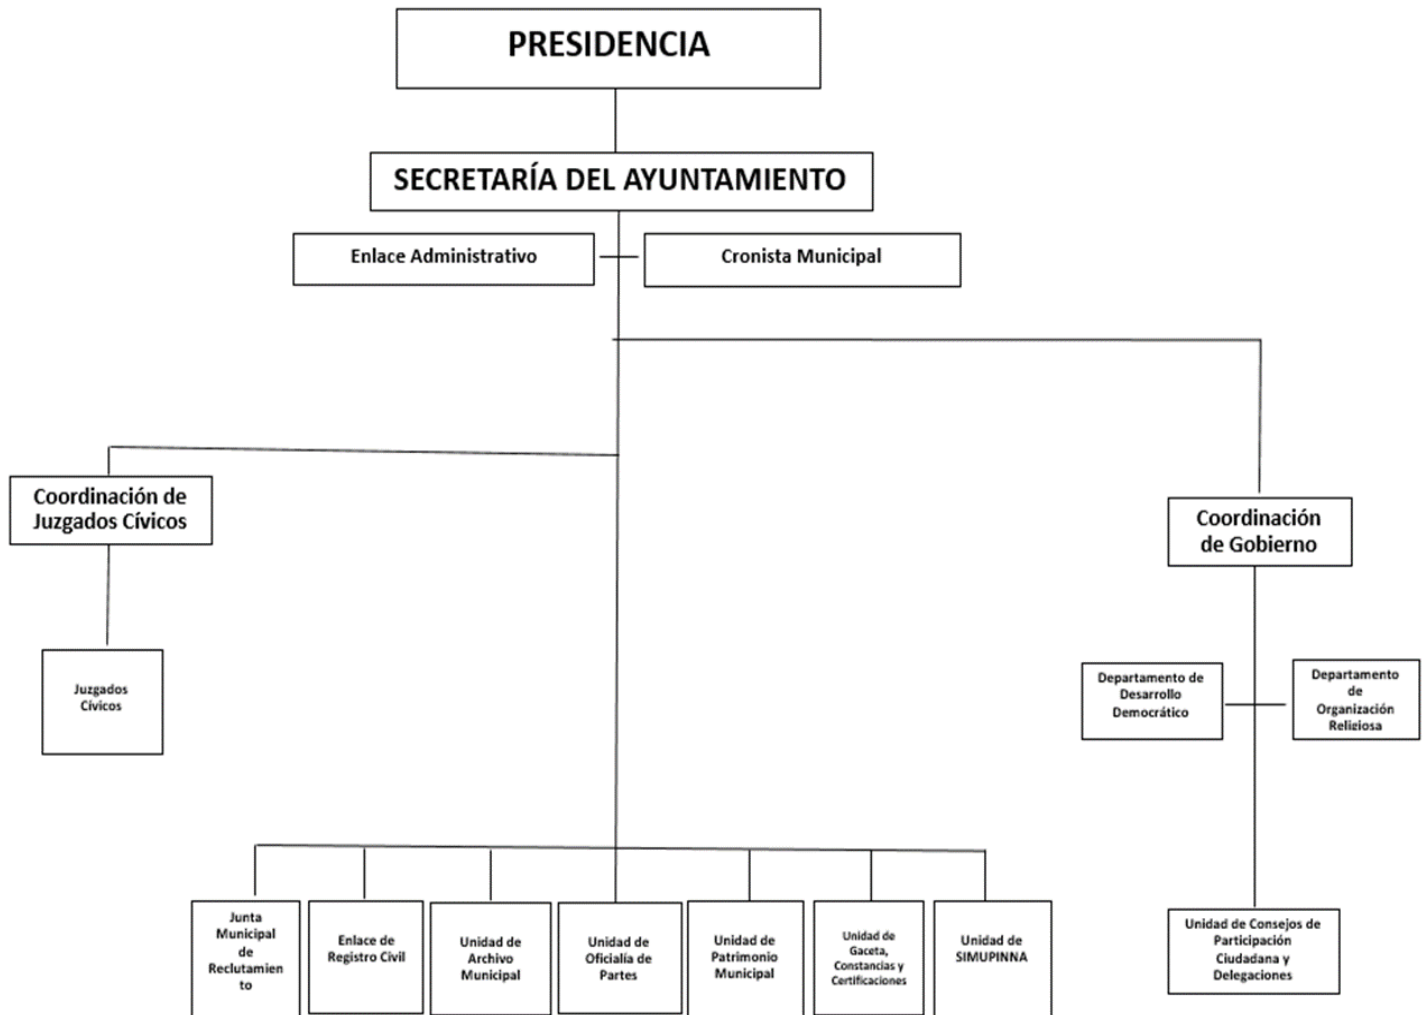 PRESIDENCIA
SECRETARÍA DEL AYUNTAMIENTO
Enlace Administrativo
Cronista Municipal
Coordinación de
Juzgados Cívicos
Coordinación
de Gobierno
Juzgados
Cívicos
Departamento de
Desarrollo
Democrático
Departamento
de
Organización
Religiosa
Junta
Municipal
de
Reclutamien
to
Enlace de
Registro Civil
Unidad de
Archivo
Municipal
Unidad de
Oficialía de
Partes
Unidad de
Patrimonio
Municipal
Unidad de
Gaceta,
Constancias y
Certificaciones
Unidad de
SIMUPINNA
Unidad de Consejos de
Participación
Ciudadana y
Delegaciones